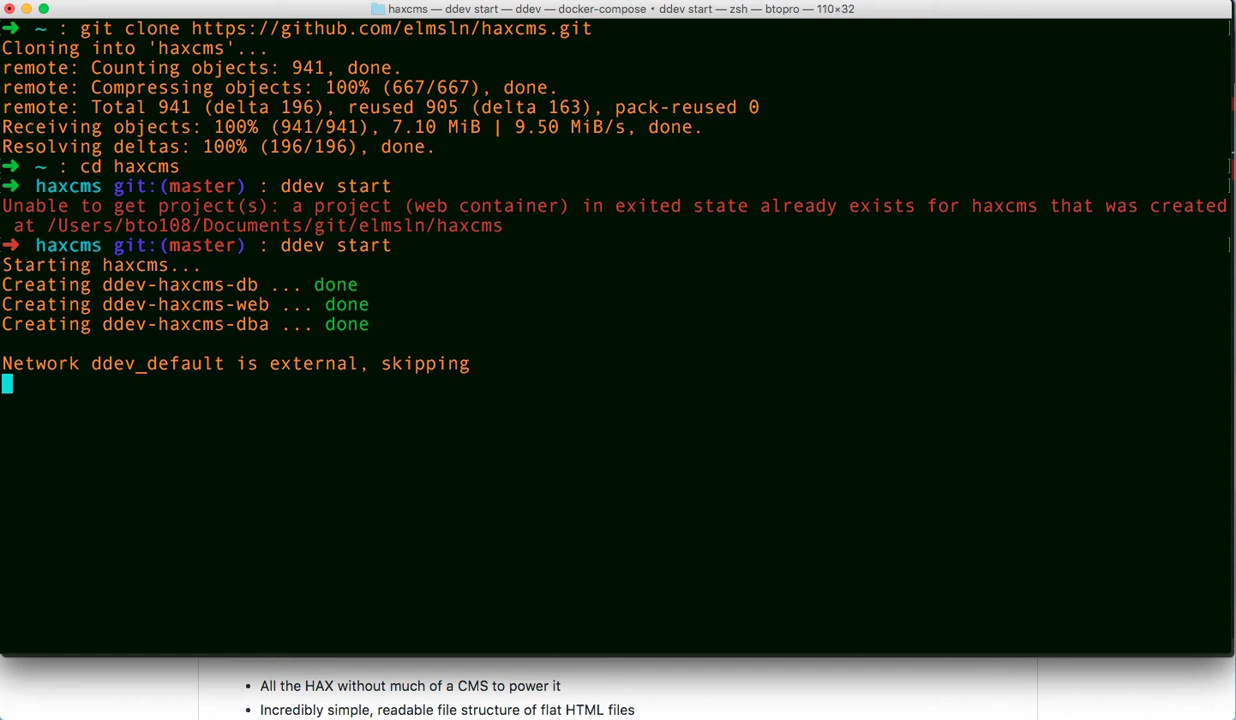 haxcms — ddev start — ddev — docker-compose ◂ ddev start — zsh — btopro — 110×32
➜ ~ : git clone https://github.com/elmsln/haxcms.git
Cloning into 'haxcms'...
remote: Counting objects: 941, done.
remote: Compressing objects: 100% (667/667), done.
remote: Total 941 (delta 196), reused 905 (delta 163), pack-reused 0
Receiving objects: 100% (941/941), 7.10 MiB | 9.50 MiB/s, done.
Resolving deltas: 100% (196/196), done.
➜ ~ : cd haxcms
➜ haxcms git:(master) : ddev start
Unable to get project(s): a project (web container) in exited state already exists for haxcms that was created
at /Users/bto108/Documents/git/elmsln/haxcms
➜ haxcms git:(master) : ddev start
Starting haxcms...
Creating ddev-haxcms-db ... done
Creating ddev-haxcms-web ... done
Creating ddev-haxcms-dba ... done
Network ddev_default is external, skipping
• All the HAX without much of a CMS to power it
• Incredibly simple, readable file structure of flat HTML files